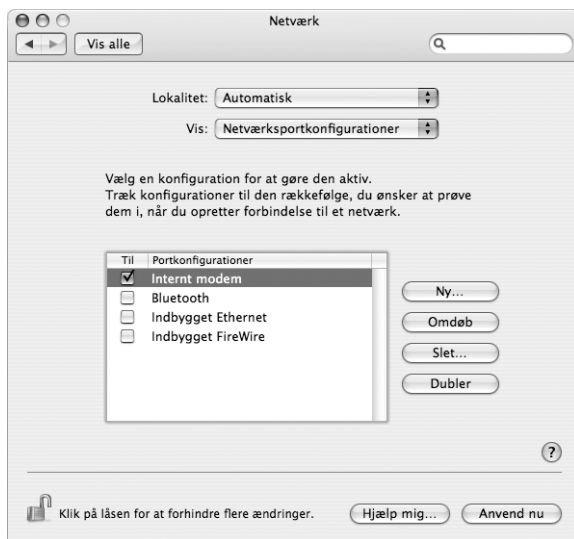 Netværk
Vis alle
Lokalitet: Automatisk
Vis: Netværksportkonfigurationer
Vælg en konfiguration for at gøre den aktiv.
Træk konfigurationer til den rækkefølge, du ønsker at prøve
dem i, når du opretter forbindelse til et netværk.
Til Portkonfigurationer
Internt modem
Bluetooth
Indbygget Ethernet
Indbygget FireWire
Ny...
Omdøb
Slet...
Dubler
?
Klik på låsen for at forhindre flere ændringer.
Hjælp mig... Anvend nu